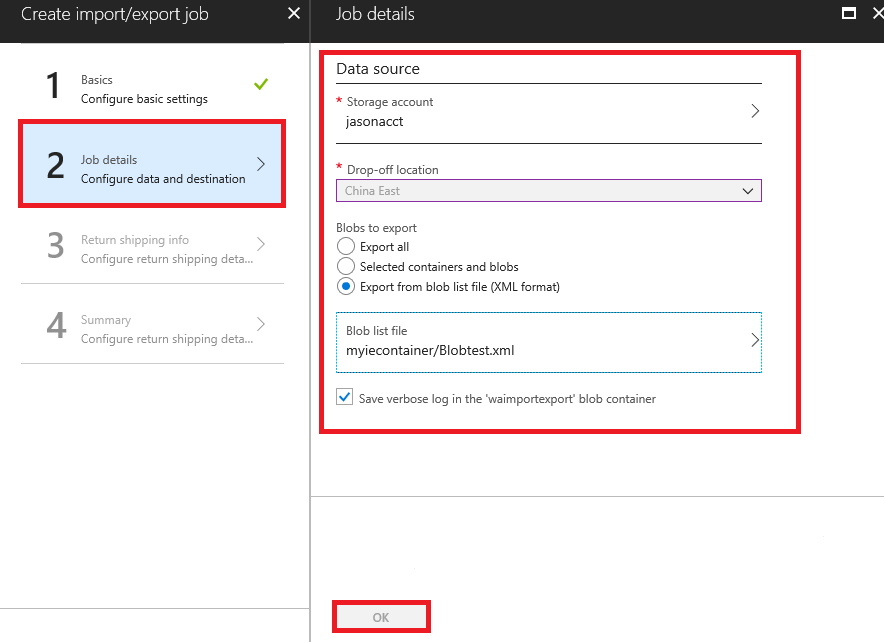 Create import/export job
Job details
1
Basics
Configure basic settings
2
Job details
Configure data and destination
3
Return shipping info
Configure return shipping deta...
4
Summary
Configure return shipping deta...
Data source
* Storage account
jasonacct
* Drop-off location
China East
Blobs to export
Export all
Selected containers and blobs
Export from blob list file (XML format)
Blob list file
myiecontainer/Blobtest.xml
Save verbose log in the 'waimportexport' blob container
OK